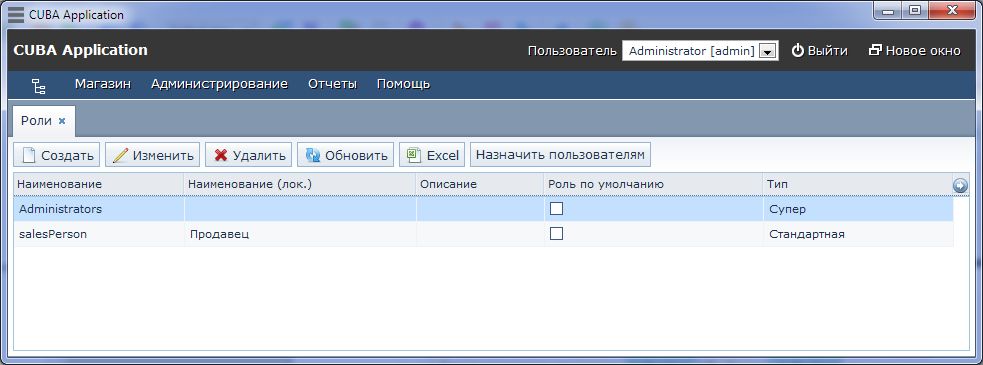 CUBA Application
CUBA Application Пользователь Administrator [admin] Выйти Новое окно
Магазин Администрирование Отчеты Помощь
Роли
Создать Изменить Удалить Обновить Excel Назначить пользователям
Наименование Наименование (лок.) Описание Роль по умолчанию Тип
Administrators Супер
salesPerson Продавец Стандартная